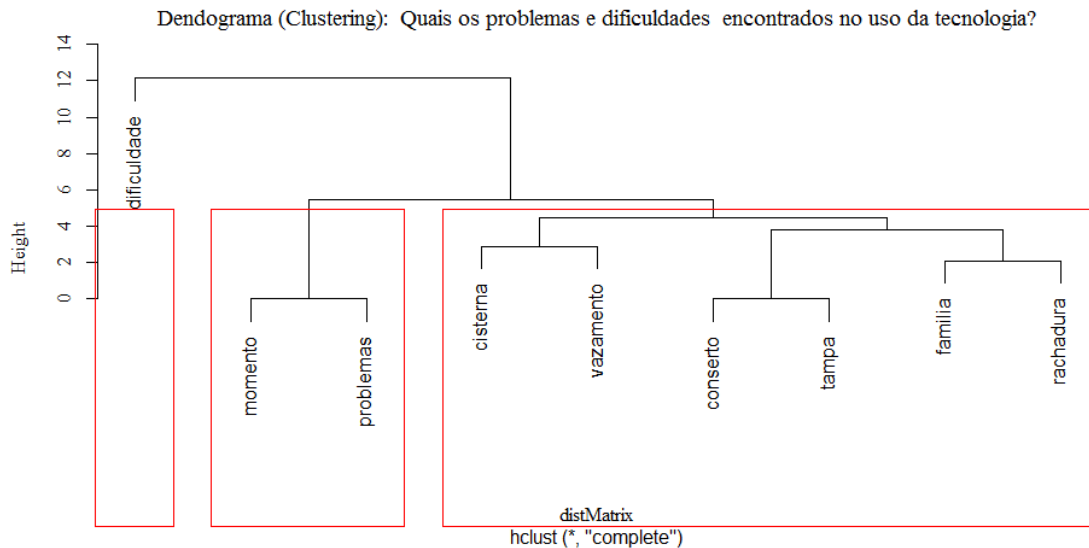 Dendograma (Clustering):  Quais os problemas e dificuldades  encontrados no uso da tecnologia?
Height
14
12
10
8
6
4
2
0
dificuldade
momento
problemas
cisterna
vazamento
conserto
tampa
familia
rachadura
distMatrix
hclust (*, "complete")